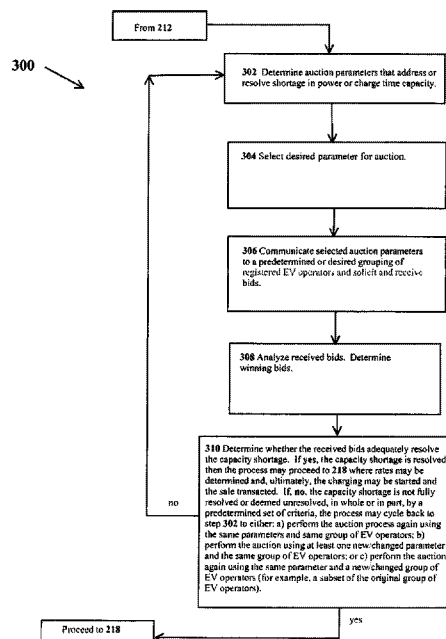 From 212
300
302 Determine auction parameters that address or
resolve shortage in power or charge time capacity.
304 Select desired parameter for auction.
306 Communicate selected auction parameters
to a predetermined or desired grouping of
registered EV operators and solicit and receive
bids.
308 Analyze received bids. Determine
winning bids.
310 Determine whether the received bids adequately resolve
the capacity shortage. If yes, the capacity shortage is resolved
then the process may proceed to 218 where rates may be
determined and, ultimately, the charging may be started and
the sale transacted. If, no, the capacity shortage is not fully
resolved or deemed unresolved, in whole or in part, by a
predetermined set of criteria, the process may cycle back to
step 302 to either: a) perform the auction process again using
the same parameters and same group of EV operators; b)
perform the auction using at least one new/changed parameter
and the same group of EV operators; or c) perform the auction
again using the same parameter and a new/changed group of
EV operators (for example, a subset of the original group of
EV operators).
no
yes
Proceed to 218